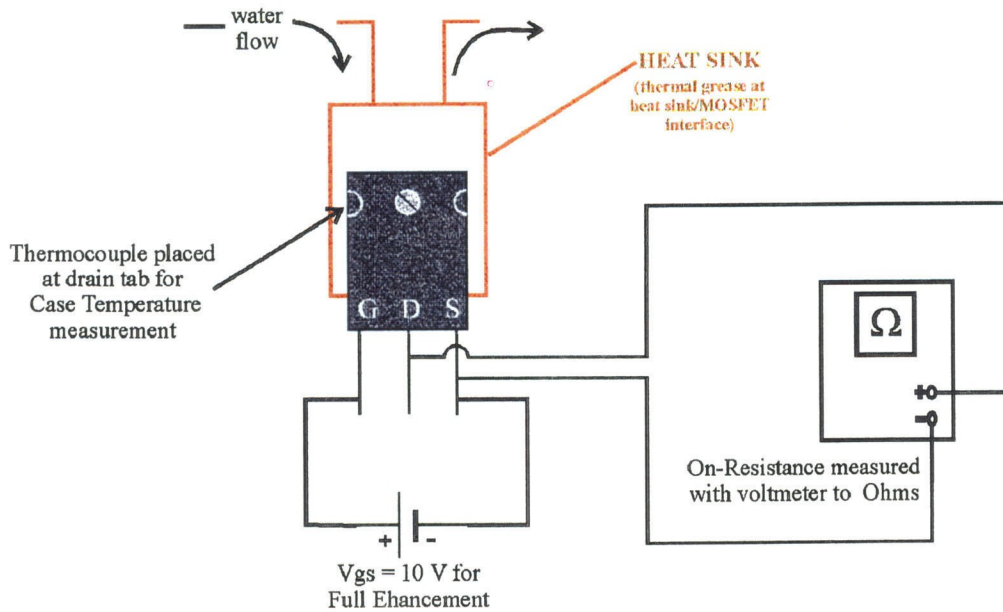 water
flow
HEAT SINK
(thermal grease at
heat sink/MOSFET
interface)
Thermocouple placed
at drain tab for
Case Temperature
measurement
G D S
Ω
+
−
On-Resistance measured
with voltmeter to Ohms
+ -
Vgs = 10 V for
Full Ehancement